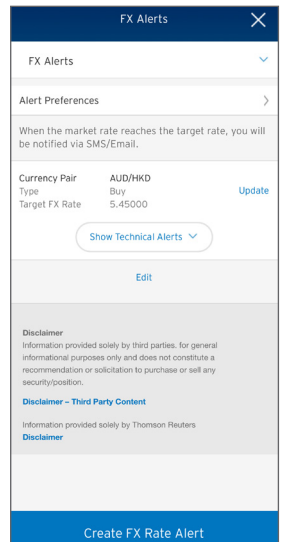 FX Alerts
FX Alerts
Alert Preferences
When the market rate reaches the target rate, you will
be notified via SMS/Email.
Currency Pair AUD/HKD
Type Buy Update
Target FX Rate 5.45000
Show Technical Alerts
Edit
Disclaimer
Information provided solely by third parties. for general
informational purposes only and does not constitute a
recommendation or solicitation to purchase or sell any
security/position.
Disclaimer – Third Party Content
Information provided solely by Thomson Reuters
Disclaimer
Create FX Rate Alert